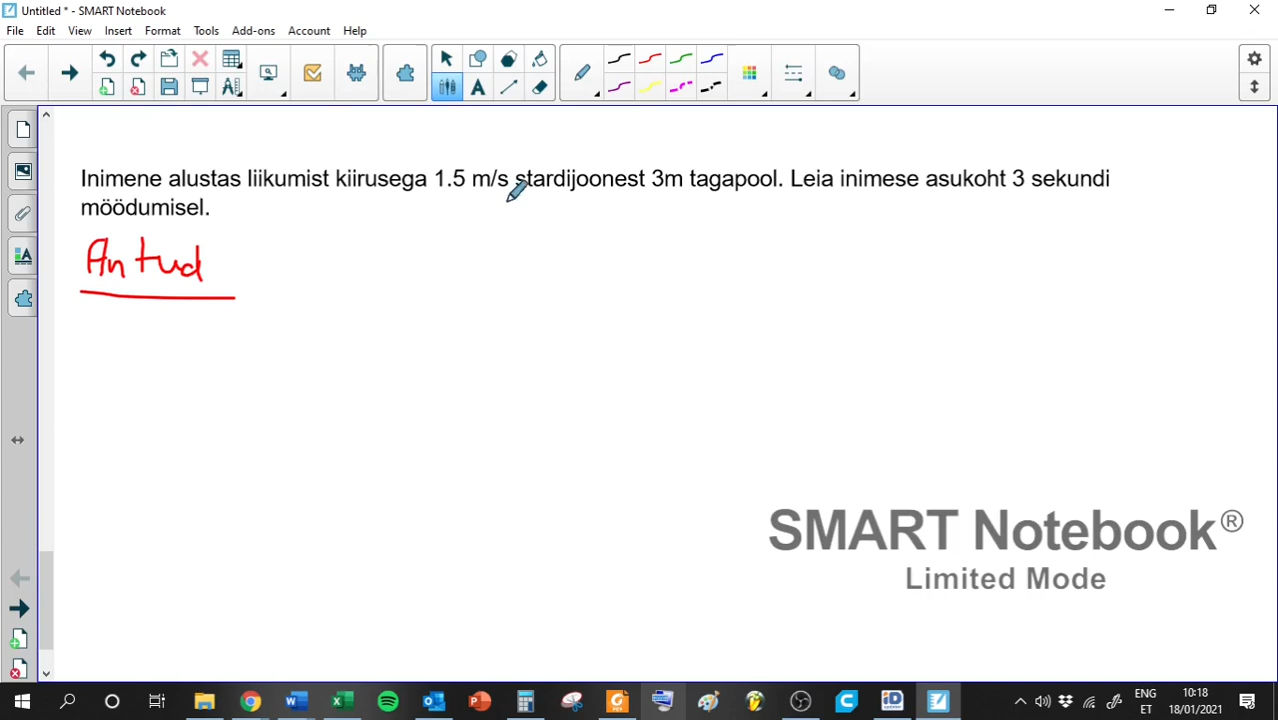 Untitled * - SMART Notebook
File Edit View Insert Format Tools Add-ons Account Help
Inimene alustas liikumist kiirusega 1.5 m/s stardijoonest 3m tagapool. Leia inimese asukoht 3 sekundi
möödumisel.
Antud
SMART Notebook®
Limited Mode
ENG 10:18
ET 18/01/2021